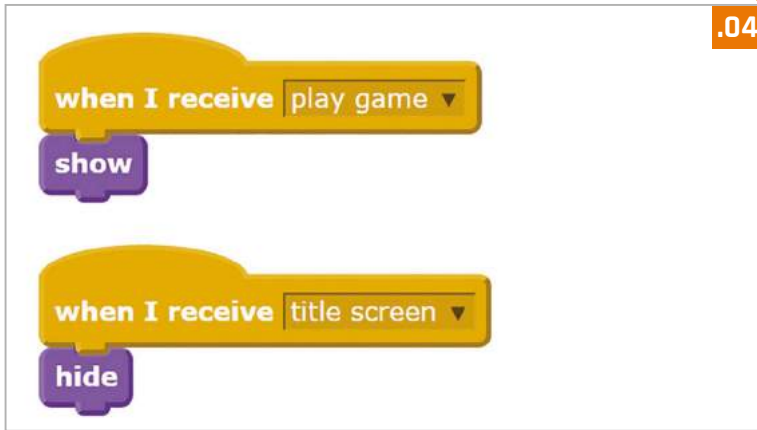 .04
when I receive play game
show
when I receive title screen
hide